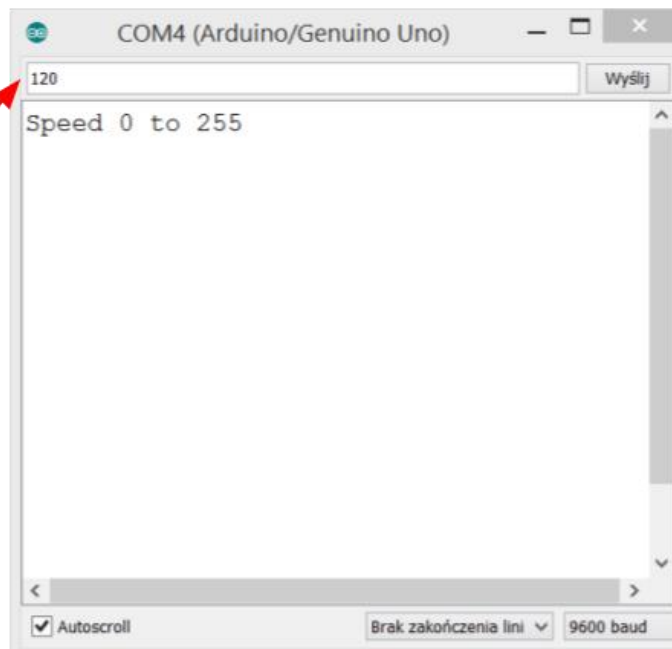 COM4 (Arduino/Genuino Uno)
120
Wyślij
Speed 0 to 255
Autoscroll
Brak zakończenia lini
9600 baud